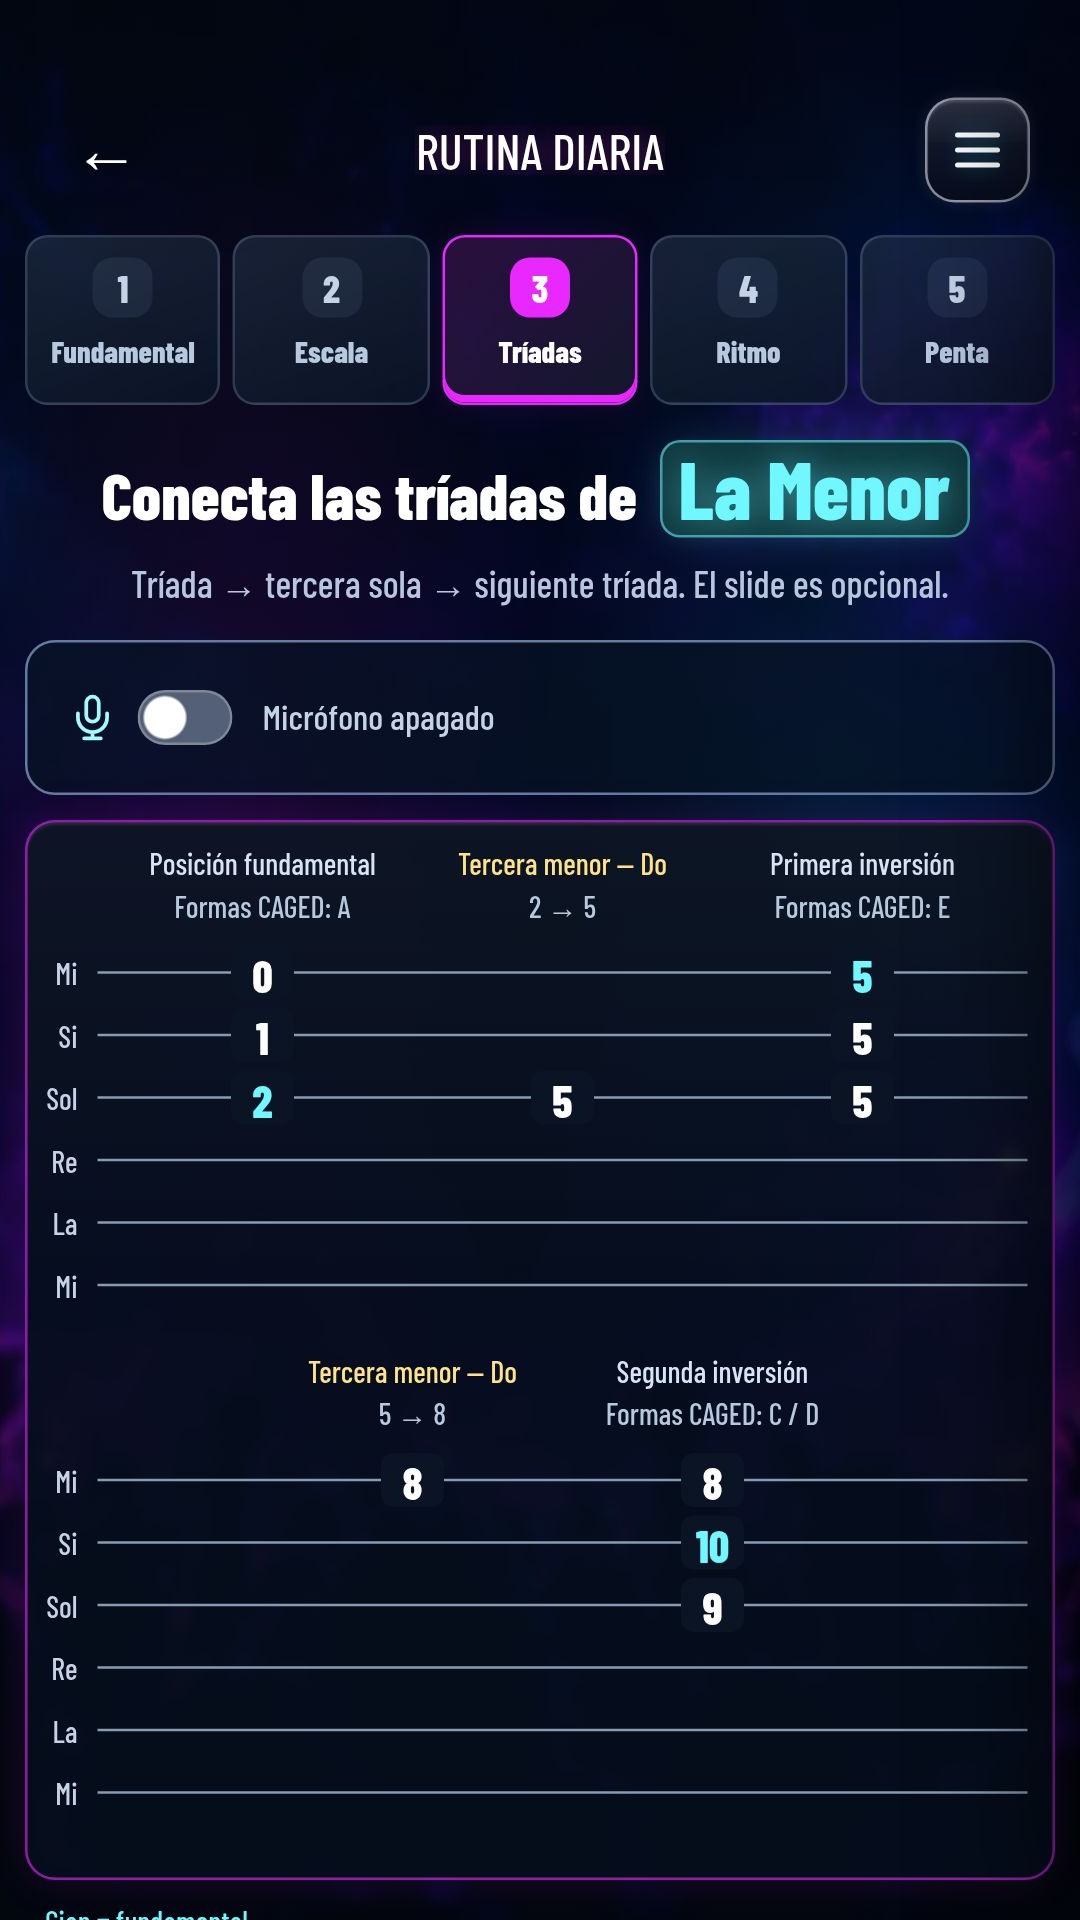 ←
RUTINA DIARIA
1 2 3 4 5
Fundamental Escala Tríadas Ritmo Penta
Conecta las tríadas de La Menor
Tríada → tercera sola → siguiente tríada. El slide es opcional.
Micrófono apagado
Posición fundamental Tercera menor – Do Primera inversión
Formas CAGED: A 2 → 5 Formas CAGED: E
Mi 0 5
Si 1 5
Sol 2 5 5
Re
La
Mi
Tercera menor – Do Segunda inversión
5 → 8 Formas CAGED: C / D
Mi 8 8
Si 10
Sol 9
Re
La
Mi
Cian = fundamental